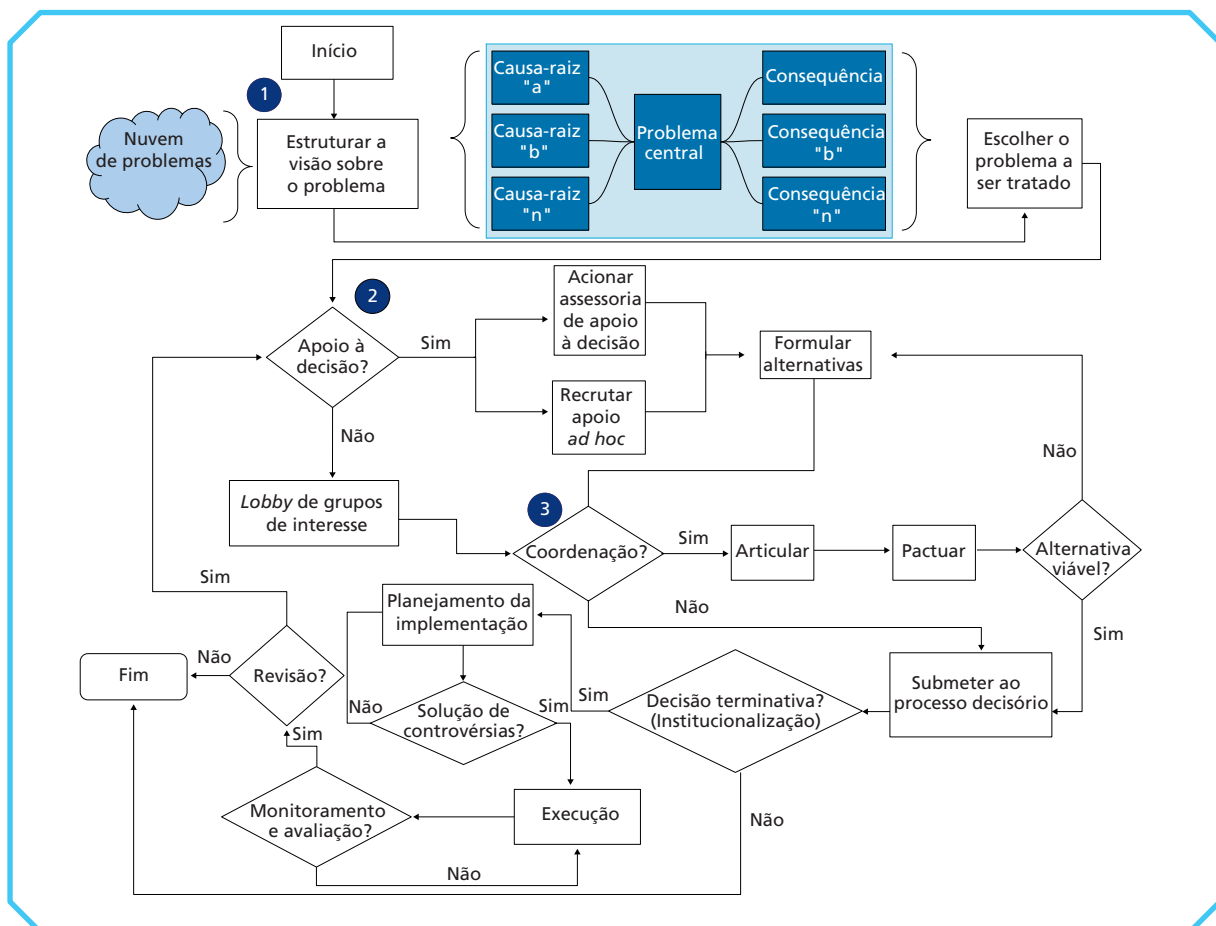 Início
1
Nuvem
de problemas
Estruturar a
visão sobre
o problema
Causa-raiz
"a"
Causa-raiz
"b"
Causa-raiz
"n"
Problema
central
Consequência
Consequência
"b"
Consequência
"n"
Escolher o
problema a
ser tratado
2
Apoio à
decisão?
Sim
Não
Acionar
assessoria
de apoio
à decisão
Recrutar
apoio
ad hoc
Formular
alternativas
Lobby de grupos
de interesse
3
Coordenação?
Sim
Articular
Pactuar
Alternativa
viável?
Não
Sim
Não
Submeter ao
processo decisório
Decisão terminativa?
(Institucionalização)
Sim
Não
Planejamento da
implementação
Solução de
controvérsias?
Não
Sim
Execução
Monitoramento
e avaliação?
Não
Sim
Revisão?
Sim
Não
Fim